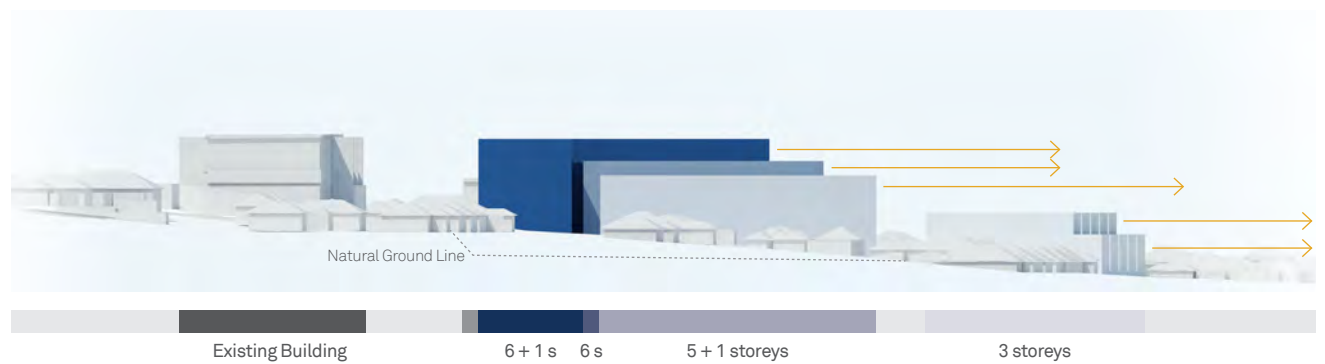 Natural Ground Line
Existing Building
6 + 1 s
6 s
5 + 1 storeys
3 storeys